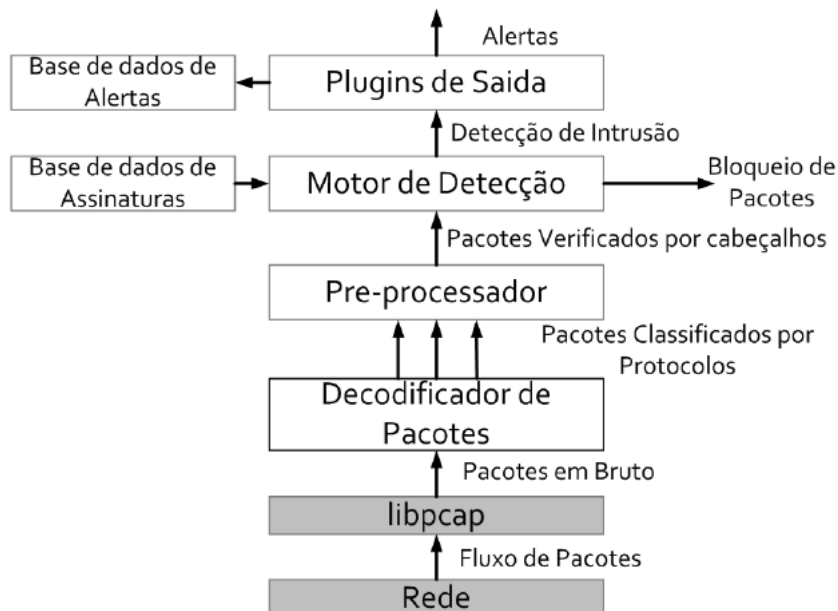 Alertas
Base de dados de
Alertas
Plugins de Saida
Detecção de Intrusão
Base de dados de
Assinaturas
Motor de Detecção
Bloqueio de
Pacotes
Pacotes Verificados por cabeçalhos
Pre-processador
Pacotes Classificados por
Protocolos
Decodificador de
Pacotes
Pacotes em Bruto
libpcap
Fluxo de Pacotes
Rede